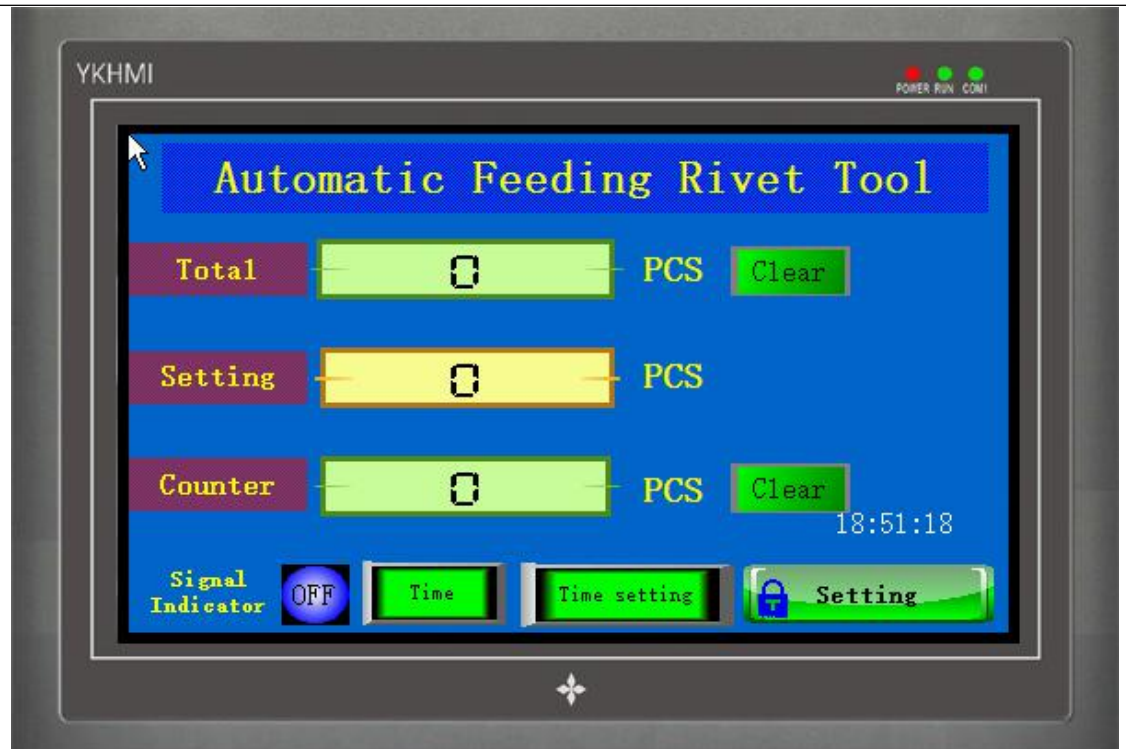 YKHMI
POWER RUN COM1
Automatic Feeding Rivet Tool
Total 0 PCS Clear
Setting 0 PCS
Counter 0 PCS Clear
18:51:18
Signal
Indicator OFF Time Time setting Setting